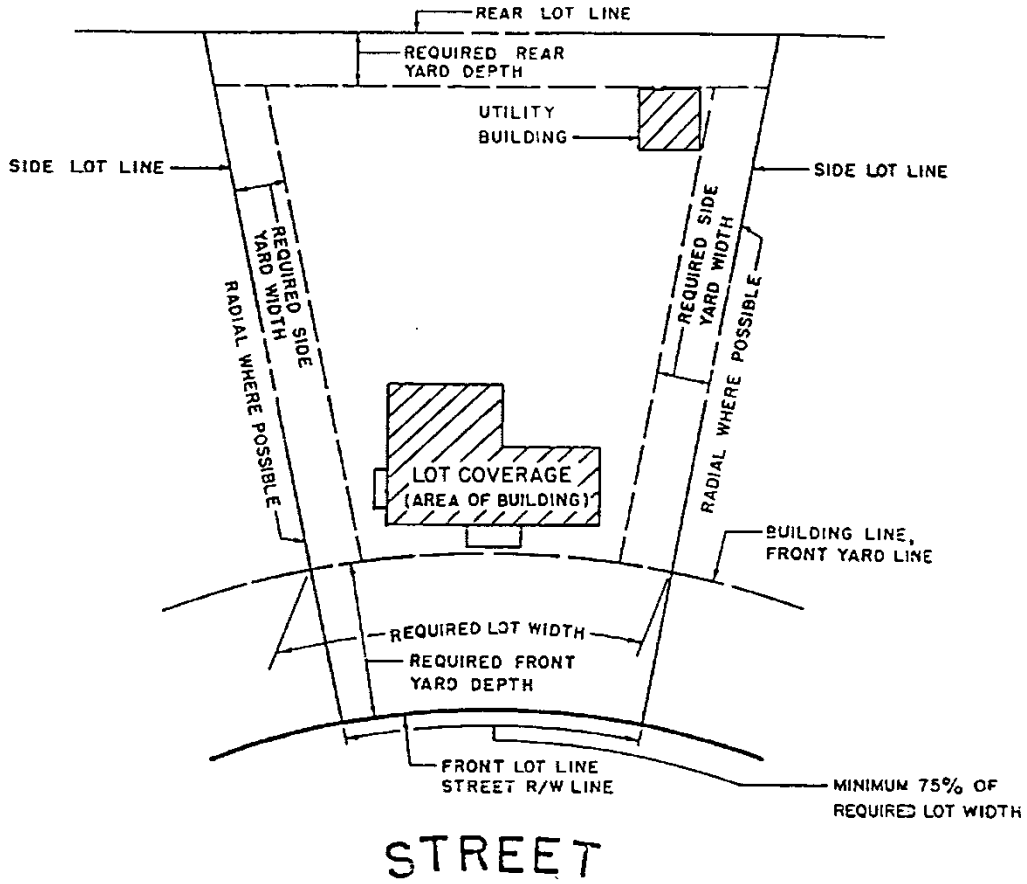 REAR LOT LINE
REQUIRED REAR
YARD DEPTH
UTILITY
BUILDING
SIDE LOT LINE
SIDE LOT LINE
REQUIRED SIDE
YARD WIDTH
REQUIRED SIDE
YARD WIDTH
RADIAL WHERE POSSIBLE
RADIAL WHERE POSSIBLE
LOT COVERAGE
(AREA OF BUILDING)
BUILDING LINE,
FRONT YARD LINE
REQUIRED LOT WIDTH
REQUIRED FRONT
YARD DEPTH
FRONT LOT LINE
STREET R/W LINE
MINIMUM 75% OF
REQUIRED LOT WIDTH
STREET